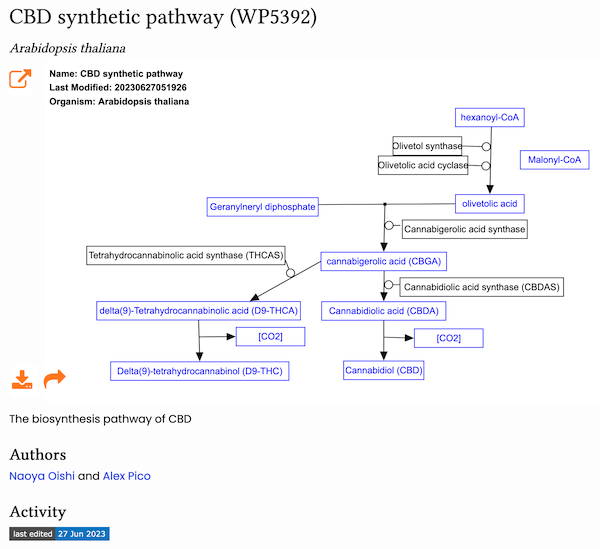 CBD synthetic pathway (WP5392)
Arabidopsis thaliana
Name: CBD synthetic pathway
Last Modified: 20230627051926
Organism: Arabidopsis thaliana
hexanoyl-CoA
Olivetol synthase
Malonyl-CoA
Olivetolic acid cyclase
Geranylneryl diphosphate
olivetolic acid
Cannabigerolic acid synthase
Tetrahydrocannabinolic acid synthase (THCAS)
cannabigerolic acid (CBGA)
Cannabidiolic acid synthase (CBDAS)
delta(9)-Tetrahydrocannabinolic acid (D9-THCA)
Cannabidiolic acid (CBDA)
[CO2]
[CO2]
Delta(9)-tetrahydrocannabinol (D9-THC)
Cannabidiol (CBD)
The biosynthesis pathway of CBD
Authors
Naoya Oishi and Alex Pico
Activity
last edited 27 Jun 2023